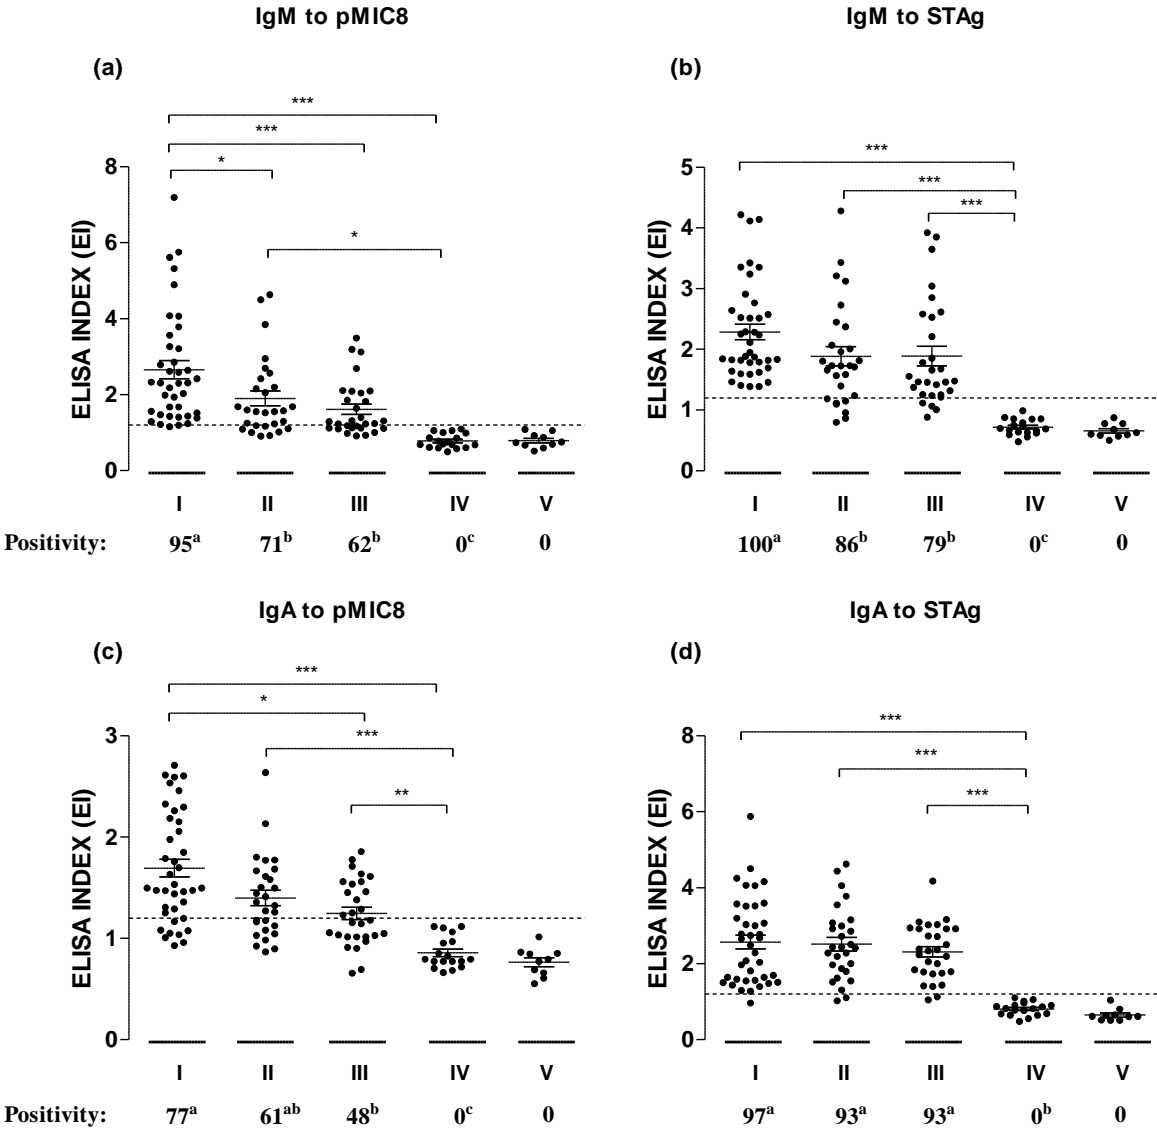 IgM to pMIC8
IgM to STAg
(a)
(b)
***
***
*
*
***
***
***
ELISA INDEX (EI)
8
6
4
2
0
ELISA INDEX (EI)
5
4
3
2
1
0
I II III IV V
I II III IV V
Positivity: 95ᵃ 71ᵇ 62ᵇ 0ᶜ 0
100ᵃ 86ᵇ 79ᵇ 0ᶜ 0
IgA to pMIC8
IgA to STAg
(c)
(d)
***
*
***
**
***
***
***
ELISA INDEX (EI)
3
2
1
0
ELISA INDEX (EI)
8
6
4
2
0
I II III IV V
I II III IV V
Positivity: 77ᵃ 61ᵃᵇ 48ᵇ 0ᶜ 0
97ᵃ 93ᵃ 93ᵃ 0ᵇ 0